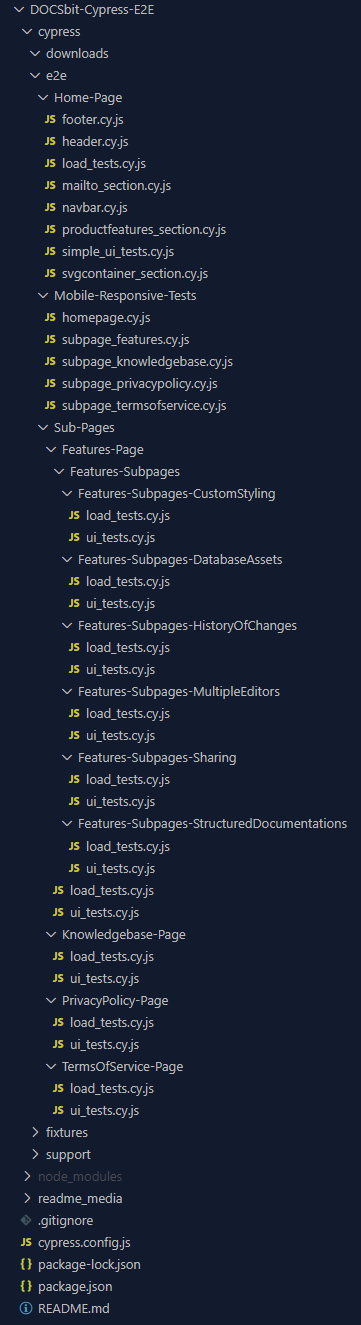 DOCSbit-Cypress-E2E
cypress
downloads
e2e
Home-Page
JS footer.cy.js
JS header.cy.js
JS load_tests.cy.js
JS mailto_section.cy.js
JS navbar.cy.js
JS productfeatures_section.cy.js
JS simple_ui_tests.cy.js
JS svgcontainer_section.cy.js
Mobile-Responsive-Tests
JS homepage.cy.js
JS subpage_features.cy.js
JS subpage_knowledgebase.cy.js
JS subpage_privacypolicy.cy.js
JS subpage_termsofservice.cy.js
Sub-Pages
Features-Page
Features-Subpages
Features-Subpages-CustomStyling
JS load_tests.cy.js
JS ui_tests.cy.js
Features-Subpages-DatabaseAssets
JS load_tests.cy.js
JS ui_tests.cy.js
Features-Subpages-HistoryOfChanges
JS load_tests.cy.js
JS ui_tests.cy.js
Features-Subpages-MultipleEditors
JS load_tests.cy.js
JS ui_tests.cy.js
Features-Subpages-Sharing
JS load_tests.cy.js
JS ui_tests.cy.js
Features-Subpages-StructuredDocumentations
JS load_tests.cy.js
JS ui_tests.cy.js
JS load_tests.cy.js
JS ui_tests.cy.js
Knowledgebase-Page
JS load_tests.cy.js
JS ui_tests.cy.js
PrivacyPolicy-Page
JS load_tests.cy.js
JS ui_tests.cy.js
TermsOfService-Page
JS load_tests.cy.js
JS ui_tests.cy.js
fixtures
support
node_modules
readme_media
.gitignore
JS cypress.config.js
{} package-lock.json
{} package.json
README.md